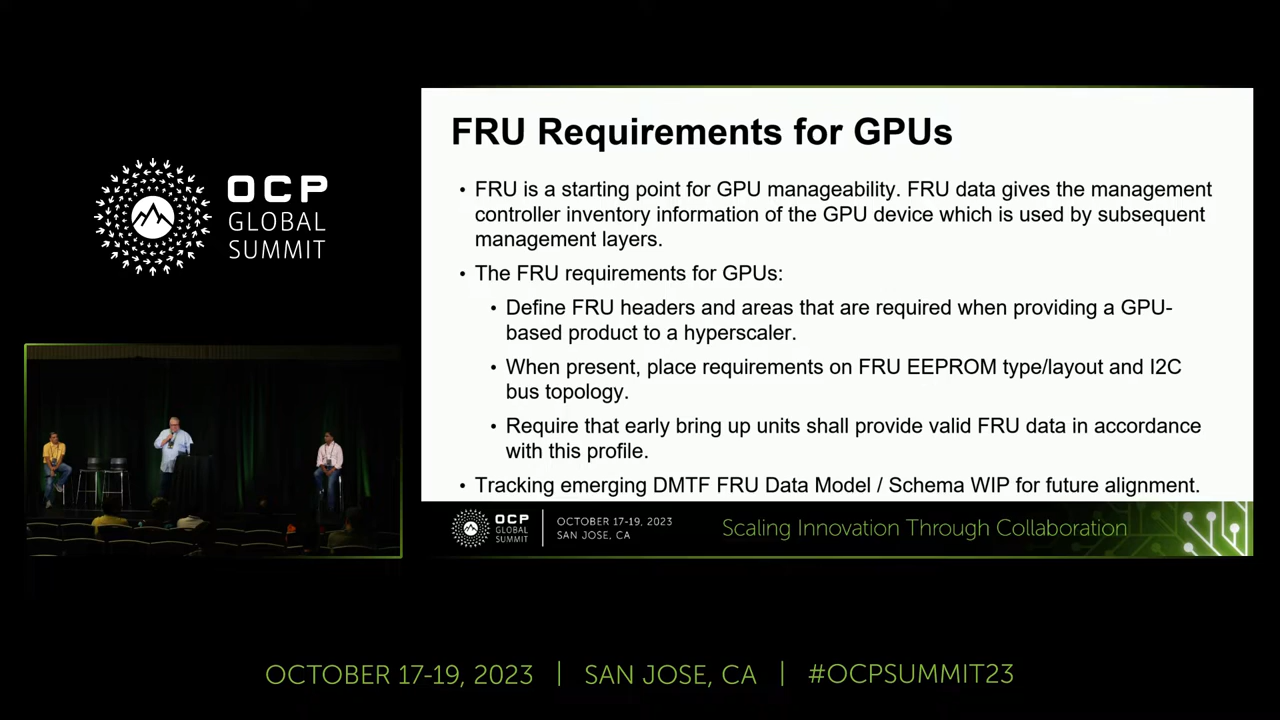 OCP
GLOBAL
SUMMIT
FRU Requirements for GPUs
• FRU is a starting point for GPU manageability. FRU data gives the management
controller inventory information of the GPU device which is used by subsequent
management layers.
• The FRU requirements for GPUs:
• Define FRU headers and areas that are required when providing a GPU-
based product to a hyperscaler.
• When present, place requirements on FRU EEPROM type/layout and I2C
bus topology.
• Require that early bring up units shall provide valid FRU data in accordance
with this profile.
• Tracking emerging DMTF FRU Data Model / Schema WIP for future alignment.
OCP
GLOBAL
SUMMIT
OCTOBER 17-19, 2023
SAN JOSE, CA
Scaling Innovation Through Collaboration
OCTOBER 17-19, 2023 | SAN JOSE, CA | #OCPSUMMIT23